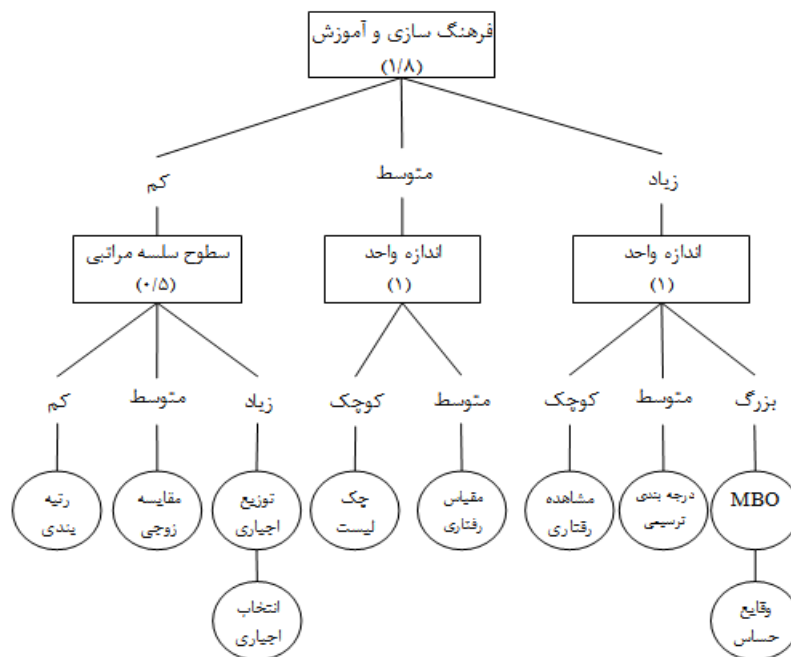 فرهنگ سازی و آموزش
(۱/۸)
کم
متوسط
زیاد
سطوح سلسه مراتبی
(۰/۵)
اندازه واحد
(۱)
اندازه واحد
(۱)
کم
متوسط
زیاد
کوچک
متوسط
کوچک
متوسط
بزرگ
رتبه
بندی
مقایسه
زوجی
توزیع
اجباری
چک
لیست
مقیاس
رفتاری
مشاهده
رفتاری
درجه بندی
ترسیمی
MBO
انتخاب
اجباری
وقایع
حساس